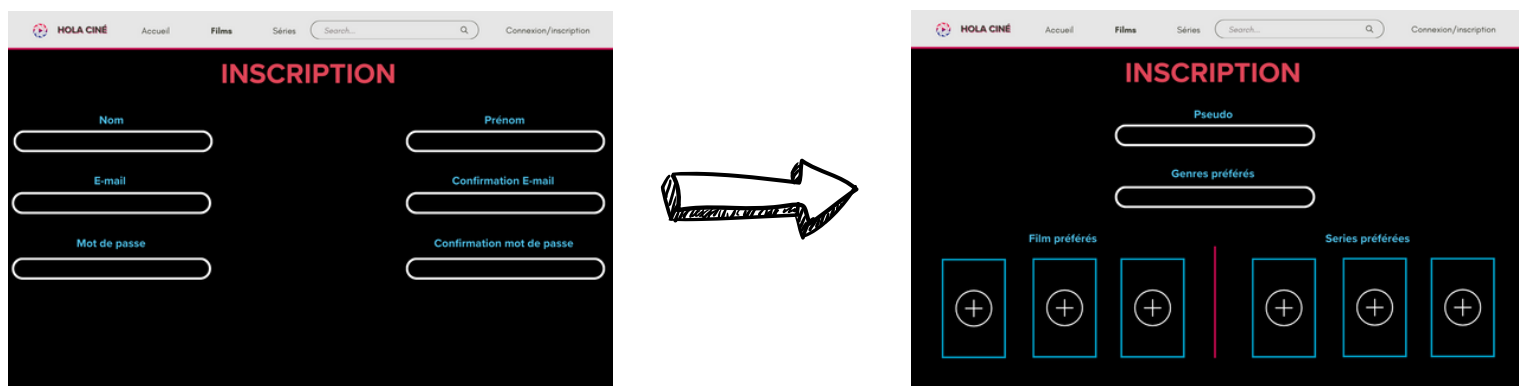 HOLA CINÉ Accueil Films Séries Search... Connexion/inscription
INSCRIPTION
Nom Prénom
E-mail Confirmation E-mail
Mot de passe Confirmation mot de passe
HOLA CINÉ Accueil Films Séries Search... Connexion/inscription
INSCRIPTION
Pseudo
Genres préférés
Film préférés Series préférées